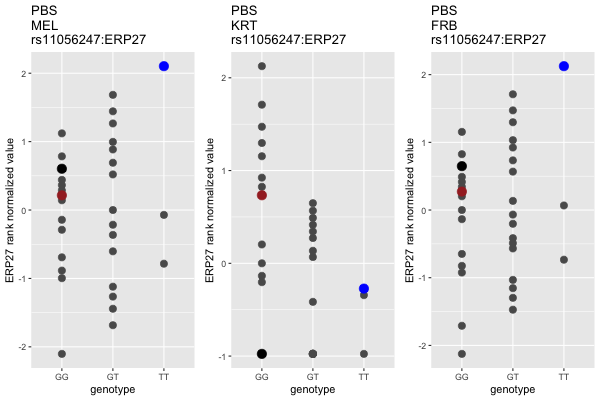 PBS
MEL
rs11056247:ERP27
ERP27 rank normalized value
2
1
0
-1
-2
GG GT TT
genotype
PBS
KRT
rs11056247:ERP27
ERP27 rank normalized value
2
1
0
-1
GG GT TT
genotype
PBS
FRB
rs11056247:ERP27
ERP27 rank normalized value
2
1
0
-1
-2
GG GT TT
genotype